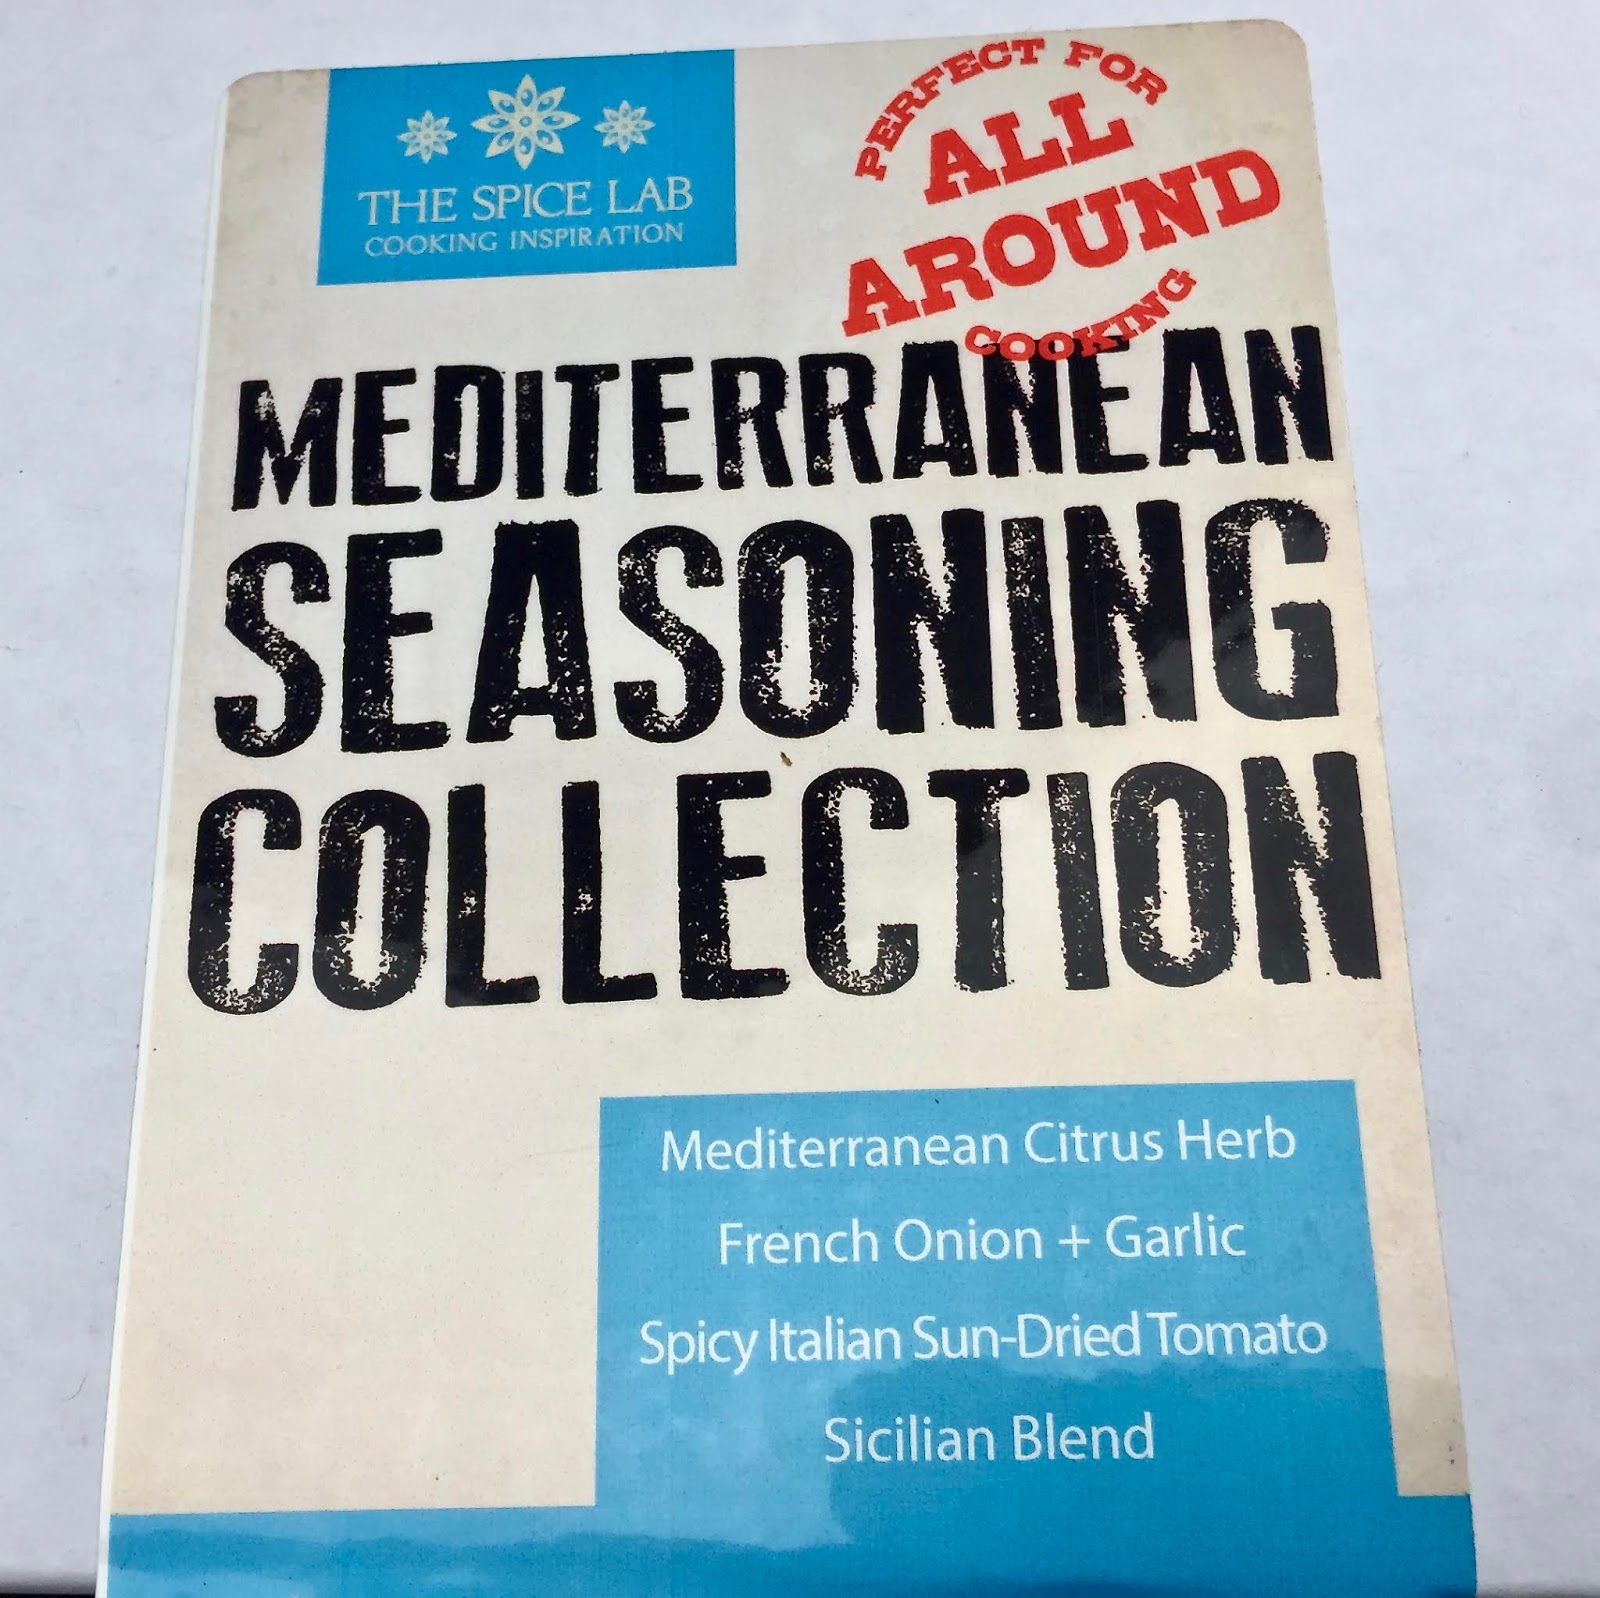 THE SPICE LAB
COOKING INSPIRATION
PERFECT FOR
ALL
AROUND
COOKING
MEDITERRANEAN
SEASONING
COLLECTION
Mediterranean Citrus Herb
French Onion + Garlic
Spicy Italian Sun-Dried Tomato
Sicilian Blend